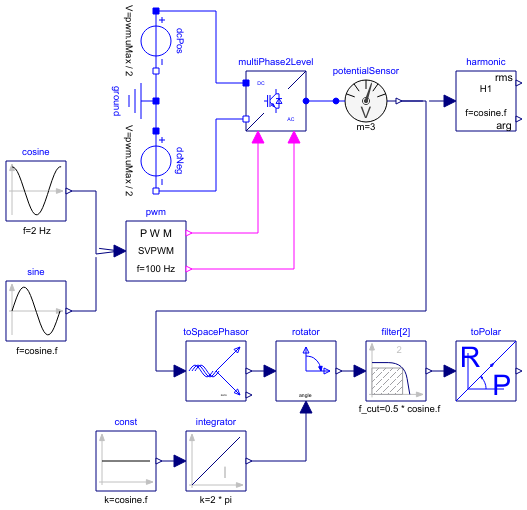 V=pwm.uMax / 2
dcPos
+
−
ground
V=pwm.uMax / 2
dcNeg
+
−
multiPhase2Level
DC
AC
potentialSensor
V
m=3
harmonic
rms
H1
f=cosine.f
arg
cosine
f=2 Hz
pwm
P W M
SVPWM
f=100 Hz
sine
f=cosine.f
toSpacePhasor
rotator
angle
filter[2]
2
f_cut=0.5 * cosine.f
toPolar
R
P
const
k=cosine.f
integrator
I
k=2 * pi